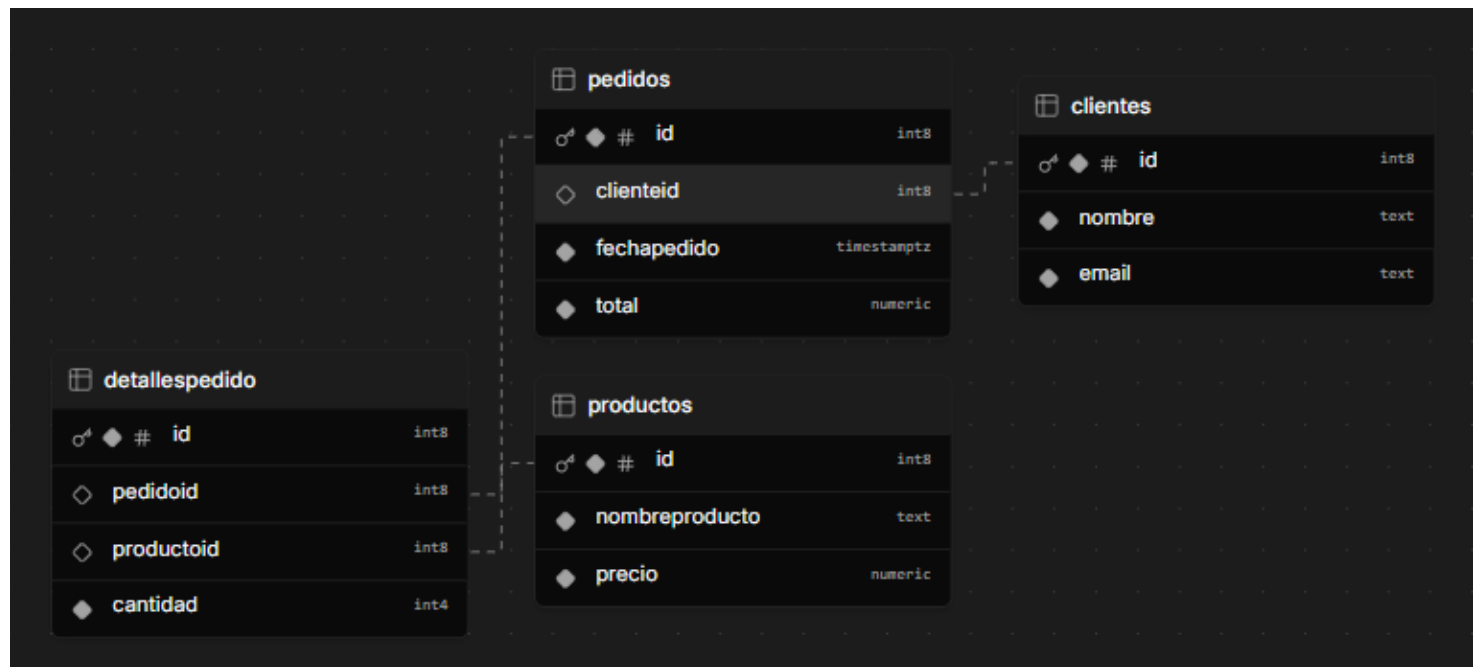 pedidos
id int8
clienteid int8
fechapedido timestamptz
total numeric
clientes
id int8
nombre text
email text
detallespedido
id int8
pedidoid int8
productoid int8
cantidad int4
productos
id int8
nombreproducto text
precio numeric